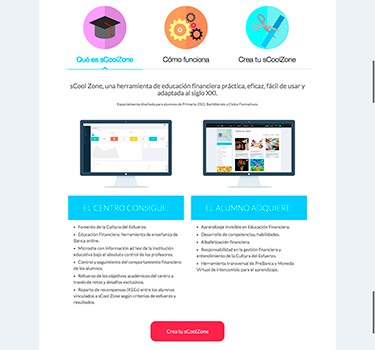 Qué es sCoolZone
Cómo funciona
Crea tu sCoolZone
sCool Zone, una herramienta de educación financiera práctica, eficaz, fácil de usar y
adaptada al siglo XXI.
Especialmente diseñada para alumnos de Primaria, ESO, Bachillerato y Ciclos Formativos
EL CENTRO CONSIGUE:
• Fomento de la Cultura del Esfuerzo.
• Educación Financiera: herramienta de enseñanza de
Banca online.
• Microsite con Información ad hoc de la institución
educativa bajo el absoluto control de los profesores.
• Control y seguimiento del comportamiento financiero
de los alumnos.
• Refuerzo de los objetivos académicos del centro a
través de retos y desafíos exclusivos.
• Reparto de recompensas (XiZEs) en los alumnos
vinculados a sCool Zone según criterios de esfuerzo y
resultados.
EL ALUMNO ADQUIERE:
• Aprendizaje invisible en Educación Financiera.
• Desarrollo de competencias, habilidades.
• Alfabetización financiera.
• Responsabilidad en la gestión financiera y
entendimiento de la Cultura del Esfuerzo.
• Herramienta transversal de PreBanca y Moneda
Virtual de intercambio para el aprendizaje.
Crea tu sCoolZone